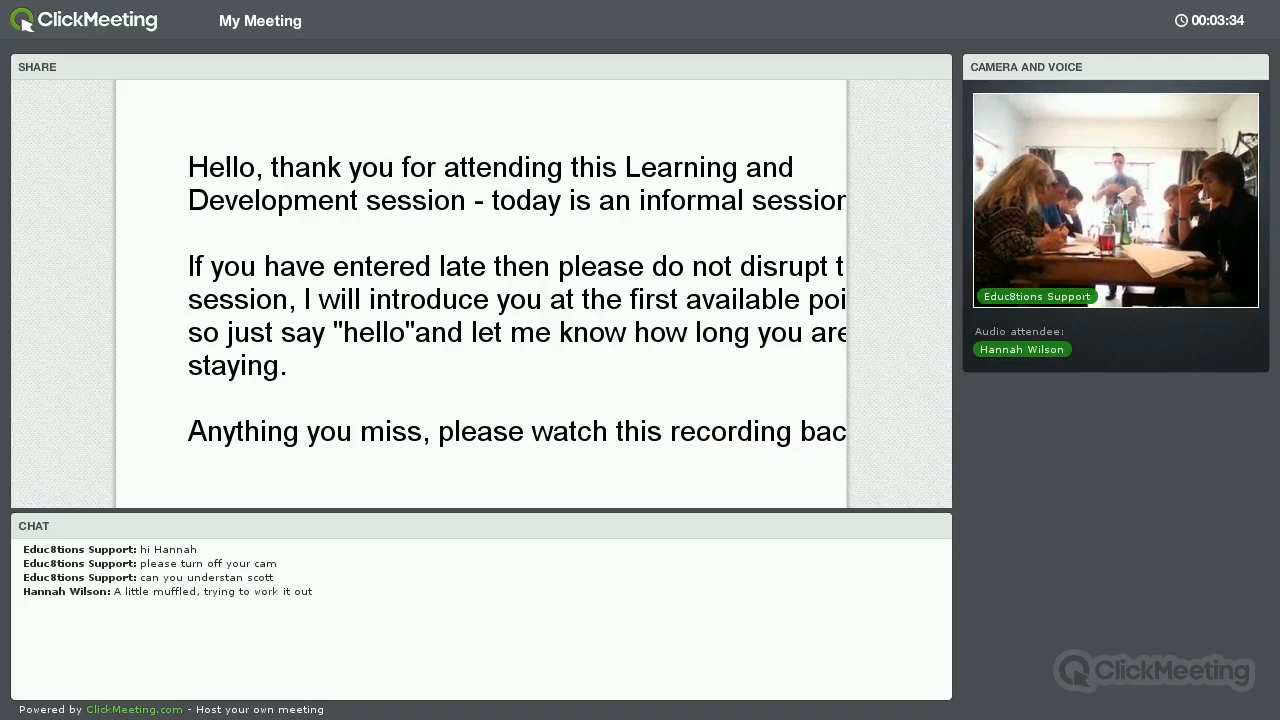 ClickMeeting
My Meeting
00:03:34
SHARE
Hello, thank you for attending this Learning and
Development session - today is an informal session
If you have entered late then please do not disrupt t
session, I will introduce you at the first available poi
so just say "hello"and let me know how long you are
staying.
Anything you miss, please watch this recording bac
CAMERA AND VOICE
Educ8tions Support
Audio attendee:
Hannah Wilson
CHAT
Educ8tions Support: hi Hannah
Educ8tions Support: please turn off your cam
Educ8tions Support: can you understan scott
Hannah Wilson: A little muffled, trying to work it out
ClickMeeting
Powered by ClickMeeting.com - Host your own meeting